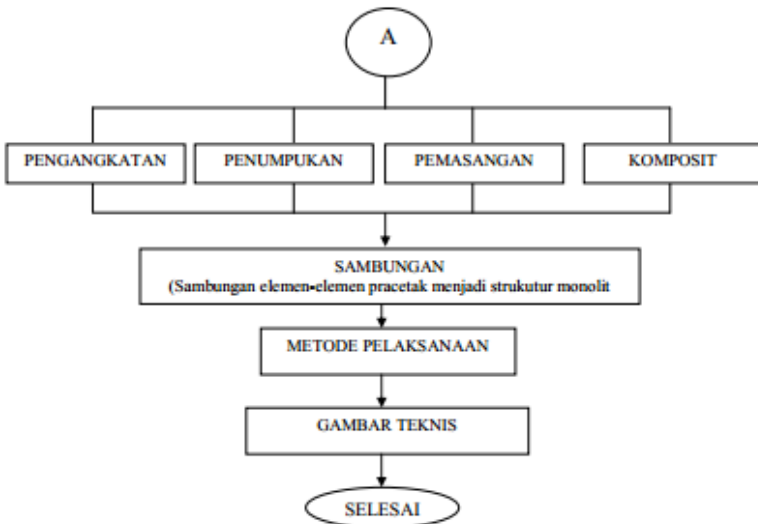 A
PENGANGKATAN
PENUMPUKAN
PEMASANGAN
KOMPOSIT
SAMBUNGAN
(Sambungan elemen-elemen pracetak menjadi strukutur monolit
METODE PELAKSANAAN
GAMBAR TEKNIS
SELESAI